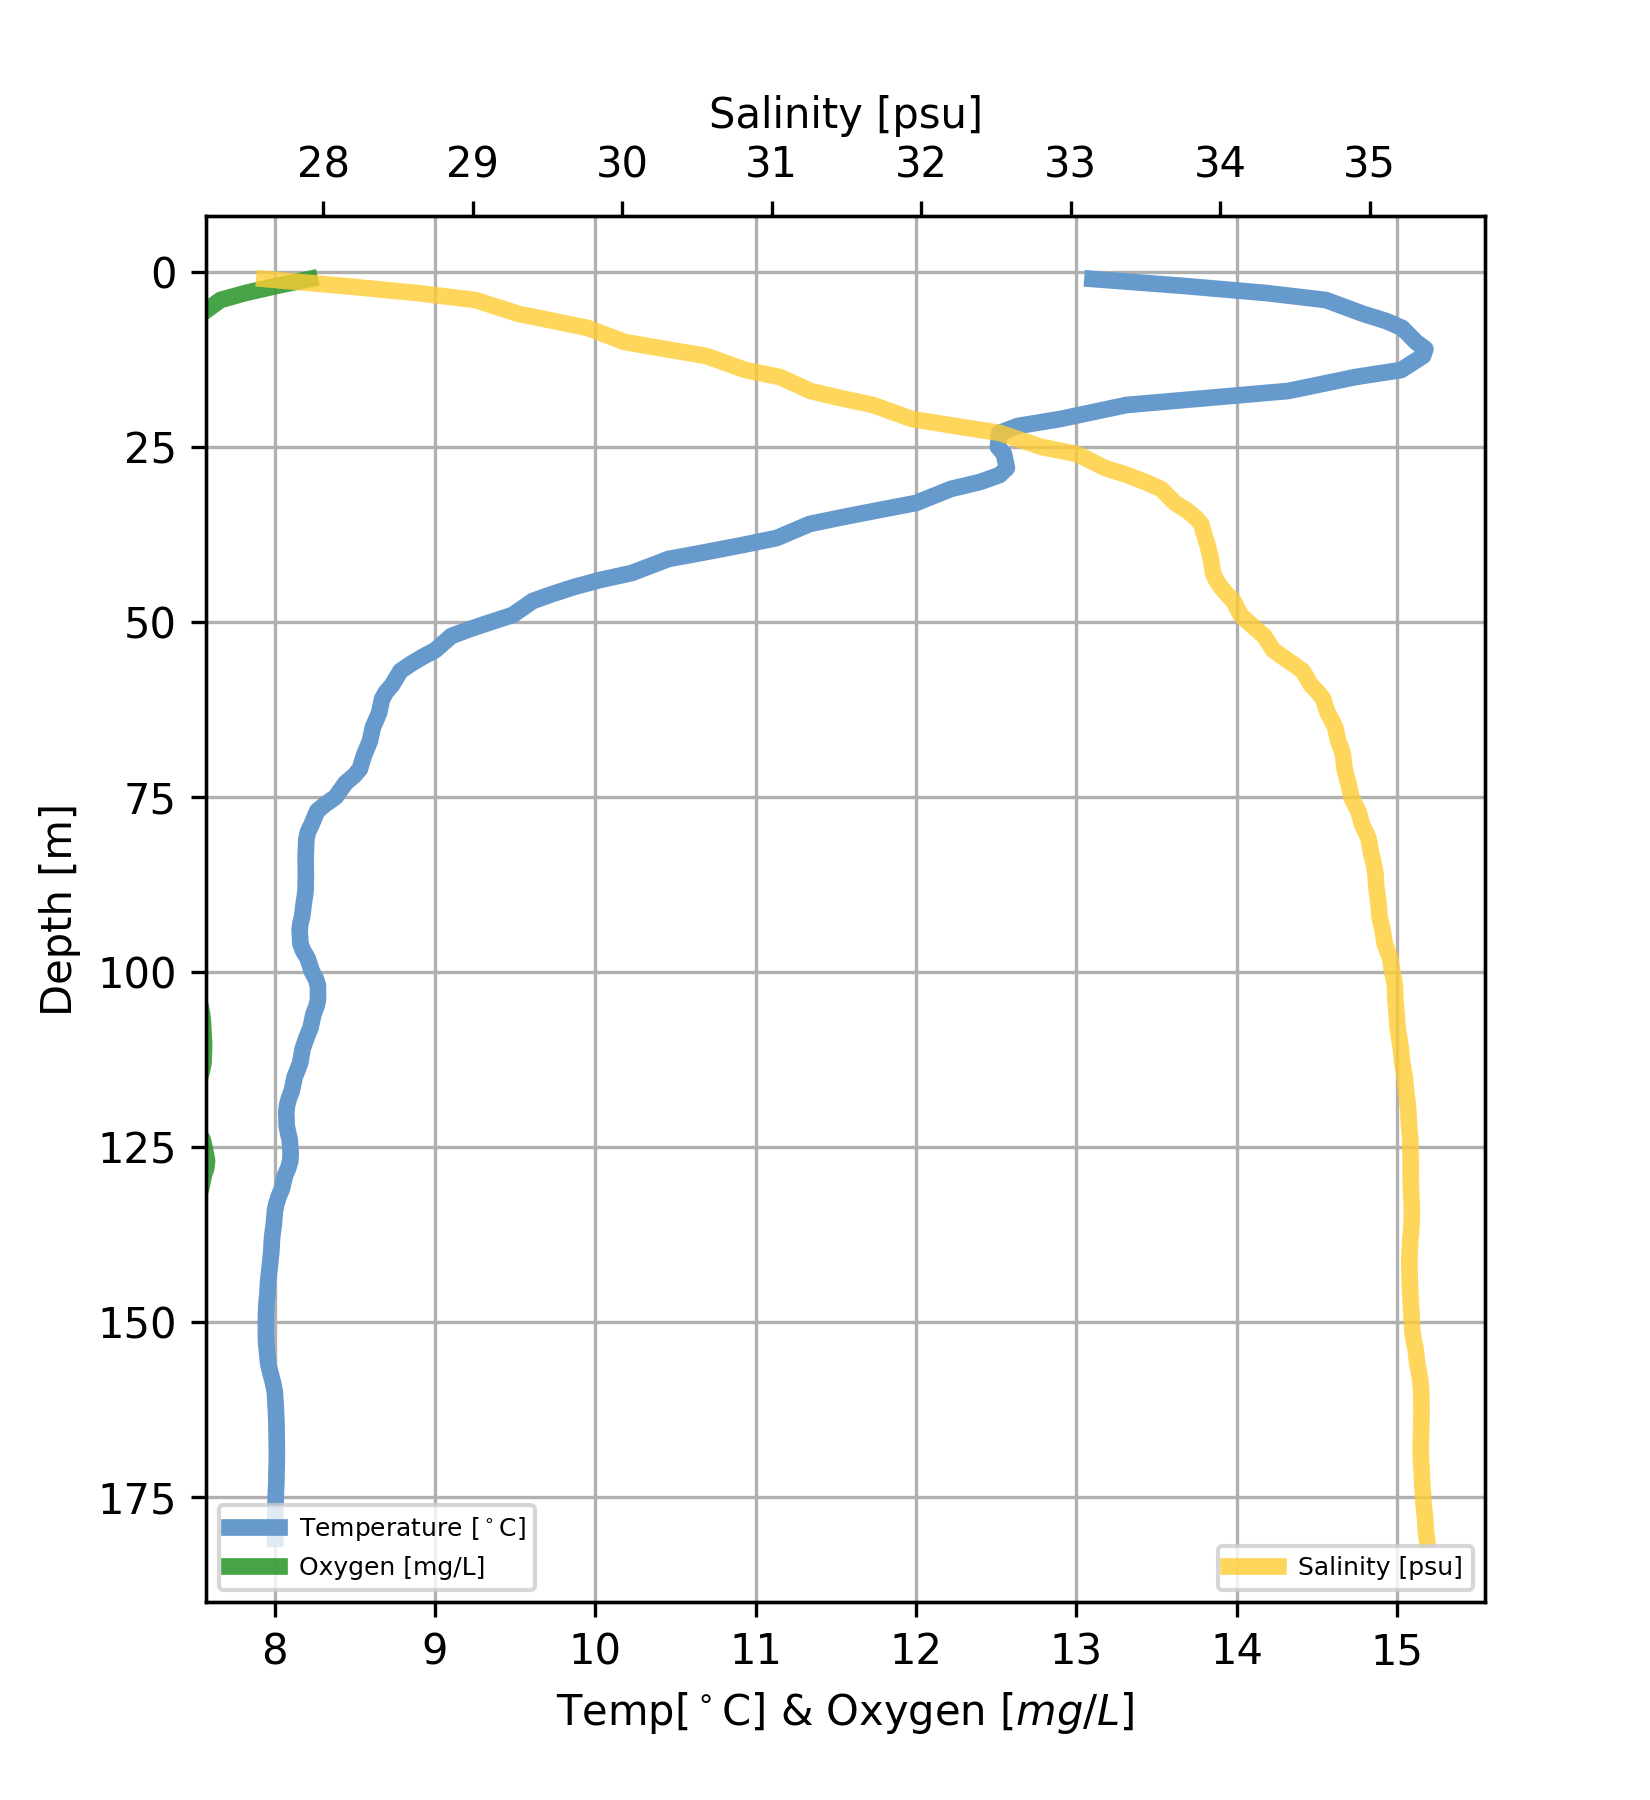 Salinity [psu]
28 29 30 31 32 33 34 35
0
25
50
75
100
125
150
175
Depth [m]
Temperature [°C]
Oxygen [mg/L]
Salinity [psu]
8 9 10 11 12 13 14 15
Temp[°C] & Oxygen [mg/L]